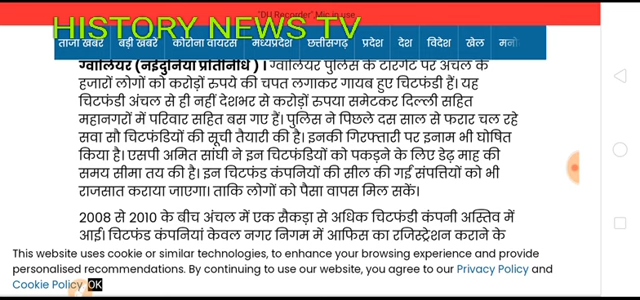 "DU Recorder" Mic in use
HISTORY NEWS TV
ताजा खबर बड़ी खबर कोरोना वायरस मध्यप्रदेश छत्तीसगढ़ प्रदेश देश विदेश खेल मनो
ग्वालियर (नईदुनिया प्रतिनिधि)। ग्वालियर पुलिस के टारगेट पर अंचल के
हजारों लोगों को करोड़ों रुपये की चपत लगाकर गायब हुए चिटफंडी हैं। यह
चिटफंडी अंचल से ही नहीं देशभर से करोड़ों रुपया समेटकर दिल्ली सहित
महानगरों में परिवार सहित बस गए हैं। पुलिस ने पिछले दस साल से फरार चल रहे
सवा सौ चिटफंडियों की सूची तैयारी की है। इनकी गिरफ्तारी पर इनाम भी घोषित
किया है। एसपी अमित सांघी ने इन चिटफंडियों को पकड़ने के लिए डेढ़ माह की
समय सीमा तय की है। इन चिटफंड कंपनियों की सील की गई संपत्तियों को भी
राजसात कराया जाएगा। ताकि लोगों को पैसा वापस मिल सकें।
2008 से 2010 के बीच अंचल में एक सैकड़ा से अधिक चिटफंडी कंपनी अस्तिव में
आई। चिटफंड कंपनियां केवल नगर निगम में आफिस का रजिस्ट्रेशन कराने के
This website uses cookie or similar technologies, to enhance your browsing experience and provide
personalised recommendations. By continuing to use our website, you agree to our Privacy Policy and
Cookie Policy OK